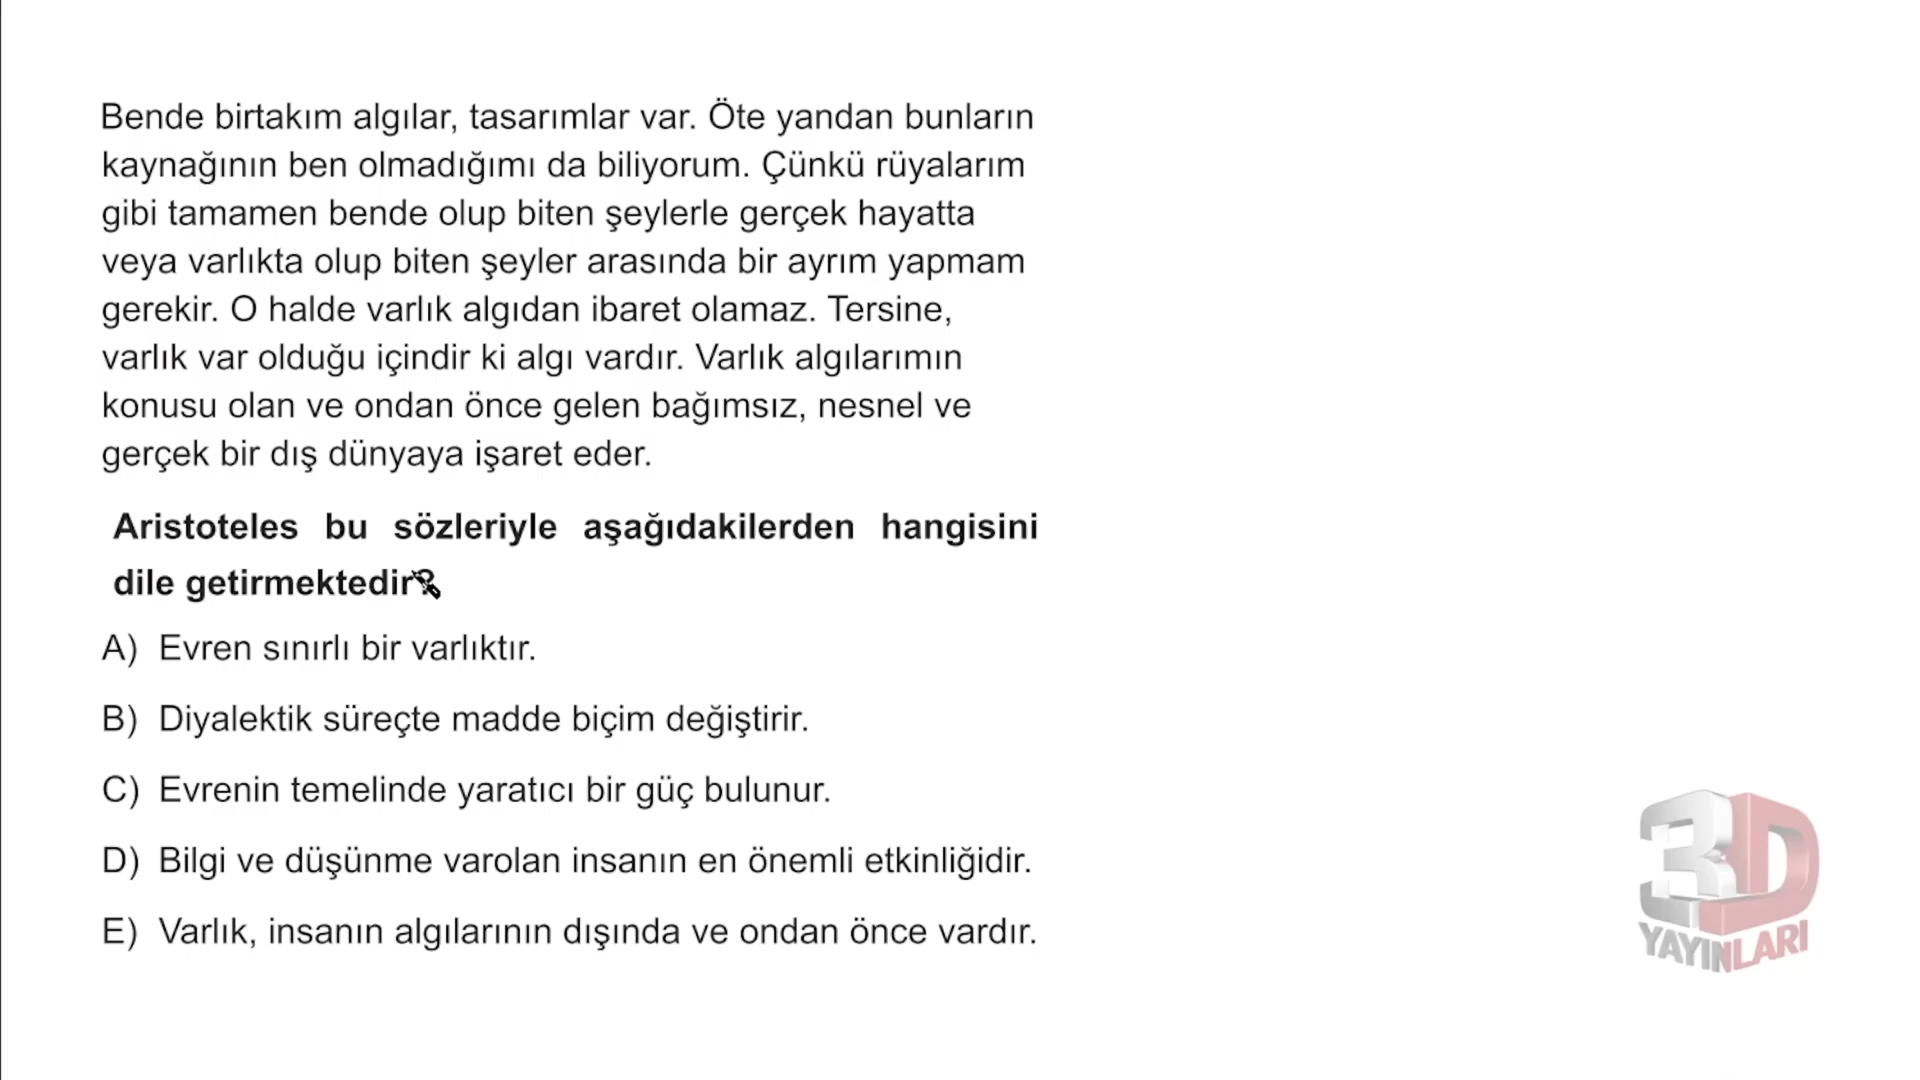 Bende birtakım algılar, tasarımlar var. Öte yandan bunların
kaynağının ben olmadığımı da biliyorum. Çünkü rüyalarım
gibi tamamen bende olup biten şeylerle gerçek hayatta
veya varlıkta olup biten şeyler arasında bir ayrım yapmam
gerekir. O halde varlık algıdan ibaret olamaz. Tersine,
varlık var olduğu içindir ki algı vardır. Varlık algılarımın
konusu olan ve ondan önce gelen bağımsız, nesnel ve
gerçek bir dış dünyaya işaret eder.
Aristoteles bu sözleriyle aşağıdakilerden hangisini
dile getirmektedir?
A) Evren sınırlı bir varlıktır.
B) Diyalektik süreçte madde biçim değiştirir.
C) Evrenin temelinde yaratıcı bir güç bulunur.
D) Bilgi ve düşünme varolan insanın en önemli etkinliğidir.
E) Varlık, insanın algılarının dışında ve ondan önce vardır.
3D
YAYINLARI